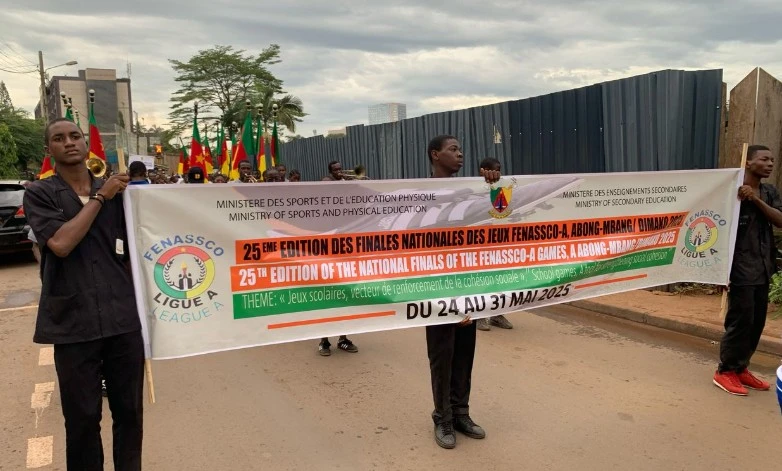 MINISTERE DES SPORTS ET DE L'EDUCATION PHYSIQUE
MINISTRY OF SPORTS AND PHYSICAL EDUCATION
MINISTERE DES ENSEIGNEMENTS SECONDAIRES
MINISTRY OF SECONDARY EDUCATION
25EME EDITION DES FINALES NATIONALES DES JEUX FENASSCO-A, ABONG-MBANG/ DIMAKO 2025
25TH EDITION OF THE NATIONAL FINALS OF THE FENASSCO-A GAMES, A ABONG-MBANG/DIMAKO 2025
THEME: « Jeux scolaires, vecteur de renforcement de la cohésion sociale »/ School games,
DU 24 AU 31 MAI 2025
FENASSCO
LIGUE A
LEAGUE A
FENASSCO
LIGUE A
LEAGUE A